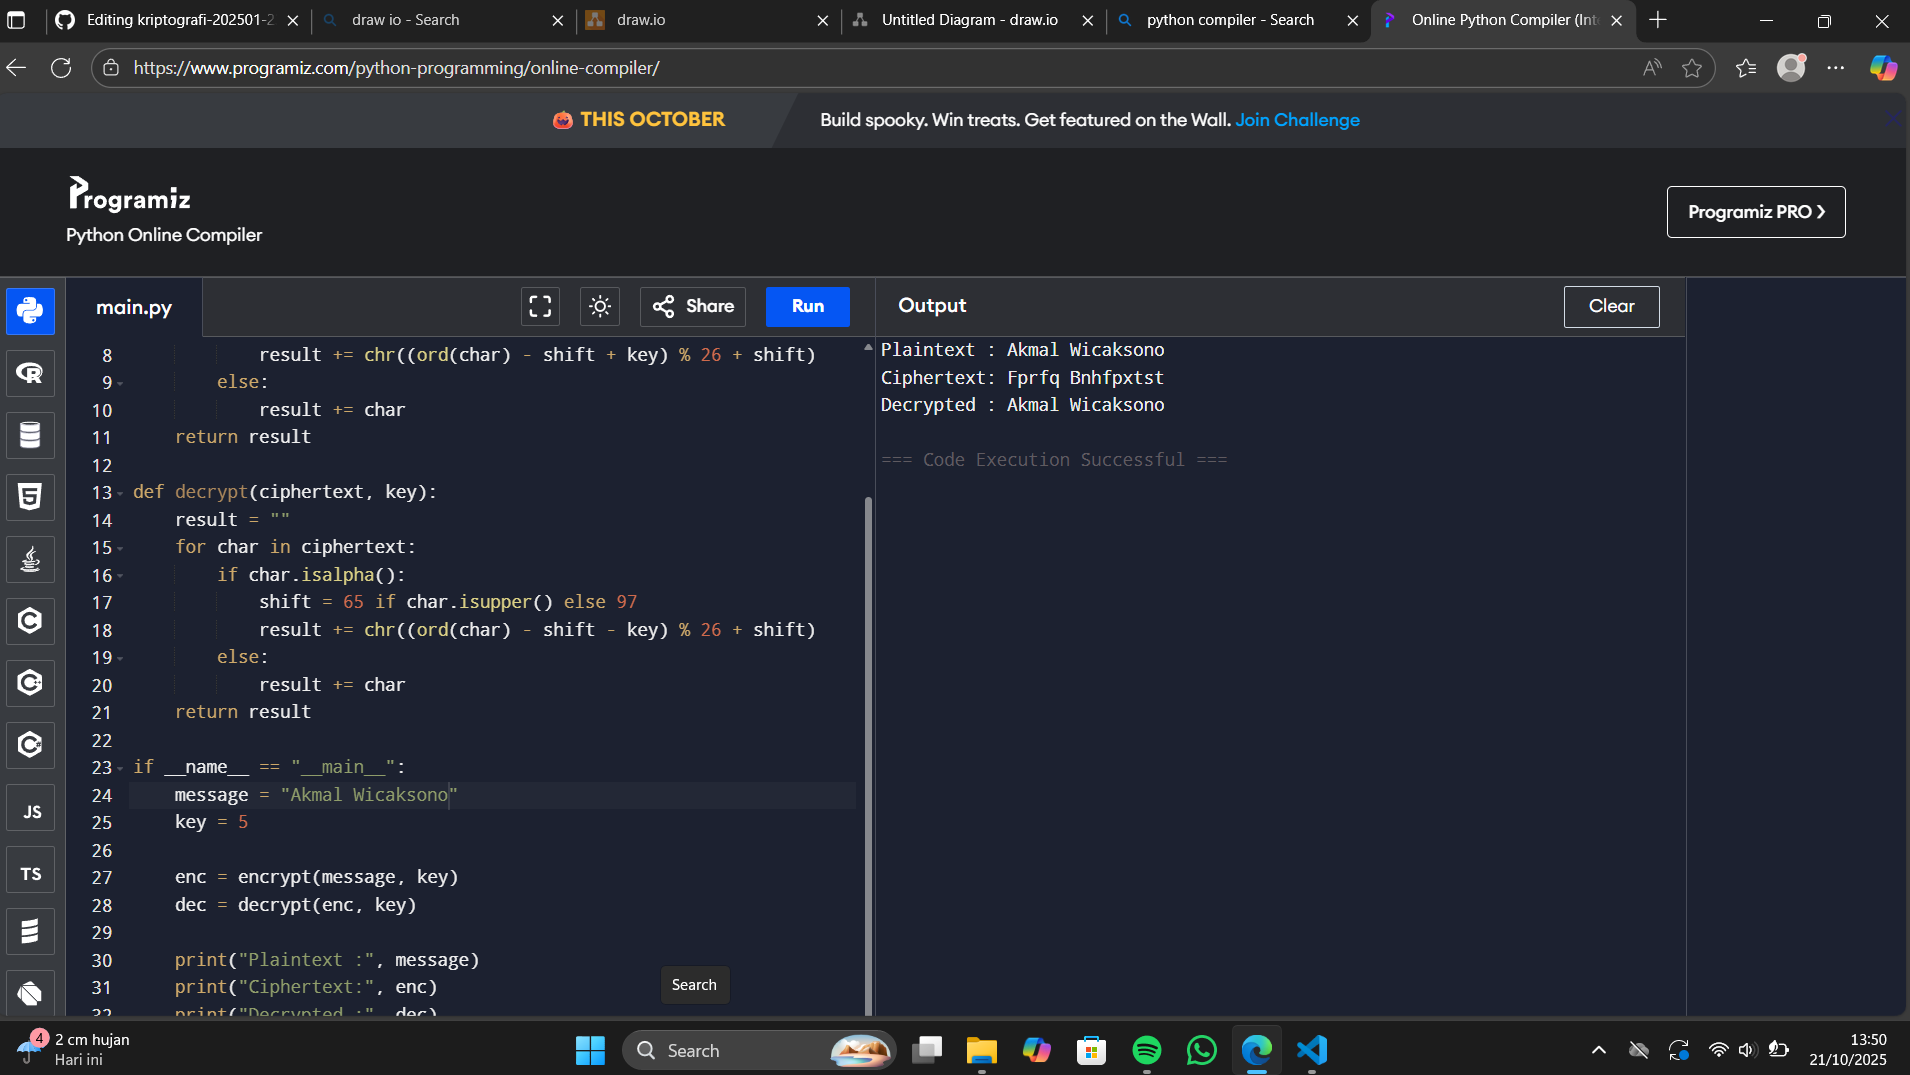 Editing kriptografi-202501-2
draw io - Search
draw.io
Untitled Diagram - draw.io
python compiler - Search
Online Python Compiler (Int
https://www.programiz.com/python-programming/online-compiler/
THIS OCTOBER
Build spooky. Win treats. Get featured on the Wall. Join Challenge
Programiz
Python Online Compiler
Programiz PRO
main.py
Share
Run
Output
Clear
8 result += chr((ord(char) - shift + key) % 26 + shift)
9 else:
10 result += char
11 return result
12
13 def decrypt(ciphertext, key):
14 result = ""
15 for char in ciphertext:
16 if char.isalpha():
17 shift = 65 if char.isupper() else 97
18 result += chr((ord(char) - shift - key) % 26 + shift)
19 else:
20 result += char
21 return result
22
23 if __name__ == "__main__":
24 message = "Akmal Wicaksono"
25 key = 5
26
27 enc = encrypt(message, key)
28 dec = decrypt(enc, key)
29
30 print("Plaintext :", message)
31 print("Ciphertext:", enc)
32 print("Decrypted :", dec)
Plaintext : Akmal Wicaksono
Ciphertext: Fprfq Bnhfpxtst
Decrypted : Akmal Wicaksono
=== Code Execution Successful ===
JS
TS
Search
4
2 cm hujan
Hari ini
Search
13:50
21/10/2025